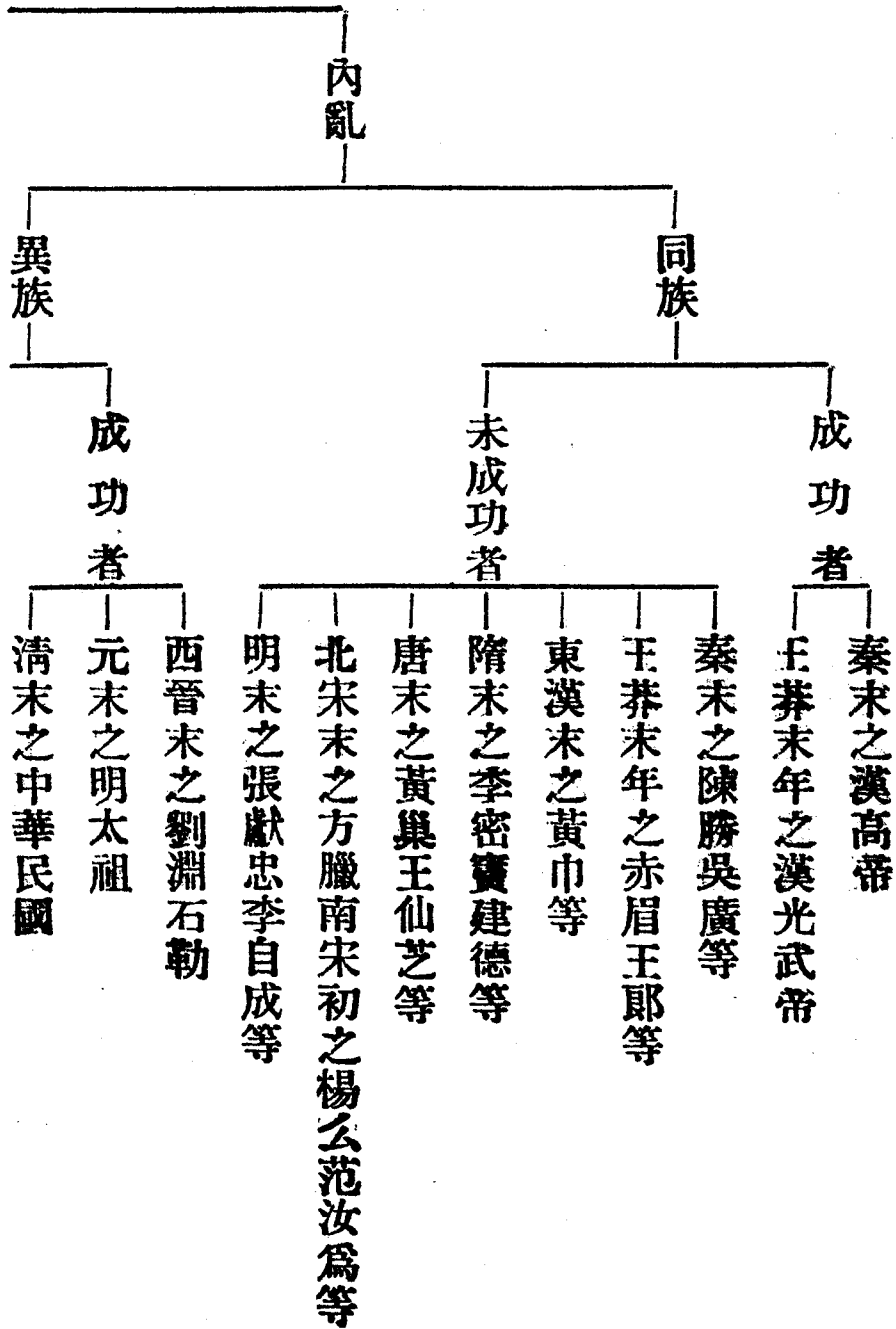 內亂
同族
成功者
秦末之漢高帝
王莽末年之漢光武帝
未成功者
秦末之陳勝吳廣等
王莽末年之赤眉王郎等
東漢末之黃巾等
隋末之李密竇建德等
唐末之黃巢王仙芝等
北宋末之方臘南宋初之楊么范汝爲等
明末之張獻忠李自成等
異族
成功者
西晉末之劉淵石勒
元末之明太祖
清末之中華民國